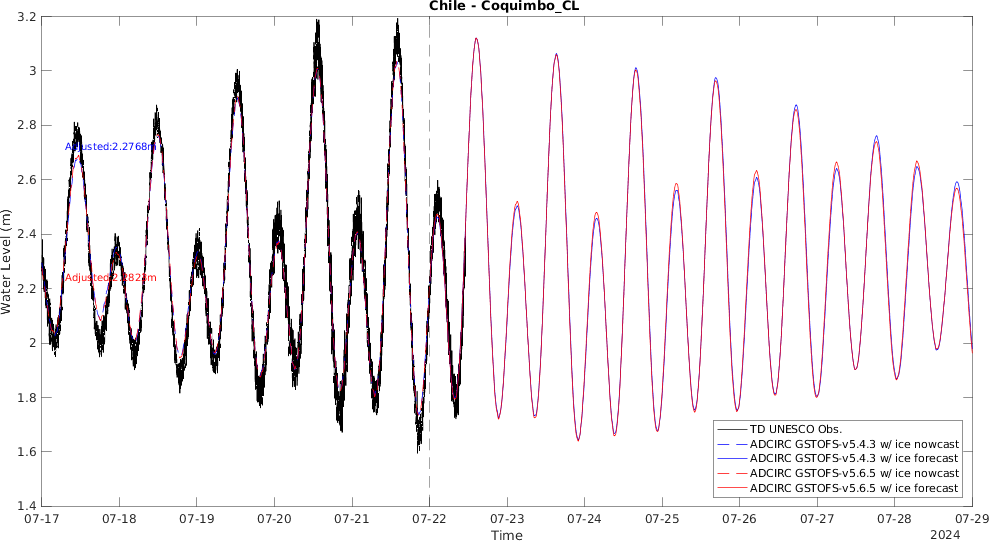 Chile - Coquimbo_CL
3.2
3
2.8
2.6
2.4
2.2
2
1.8
1.6
1.4
Water Level (m)
Adjusted:2.2768m
Adjusted:2.2823m
TD UNESCO Obs.
ADCIRC GSTOFS-v5.4.3 w/ ice nowcast
ADCIRC GSTOFS-v5.4.3 w/ ice forecast
ADCIRC GSTOFS-v5.6.5 w/ ice nowcast
ADCIRC GSTOFS-v5.6.5 w/ ice forecast
07-17 07-18 07-19 07-20 07-21 07-22 07-23 07-24 07-25 07-26 07-27 07-28 07-29
Time
2024